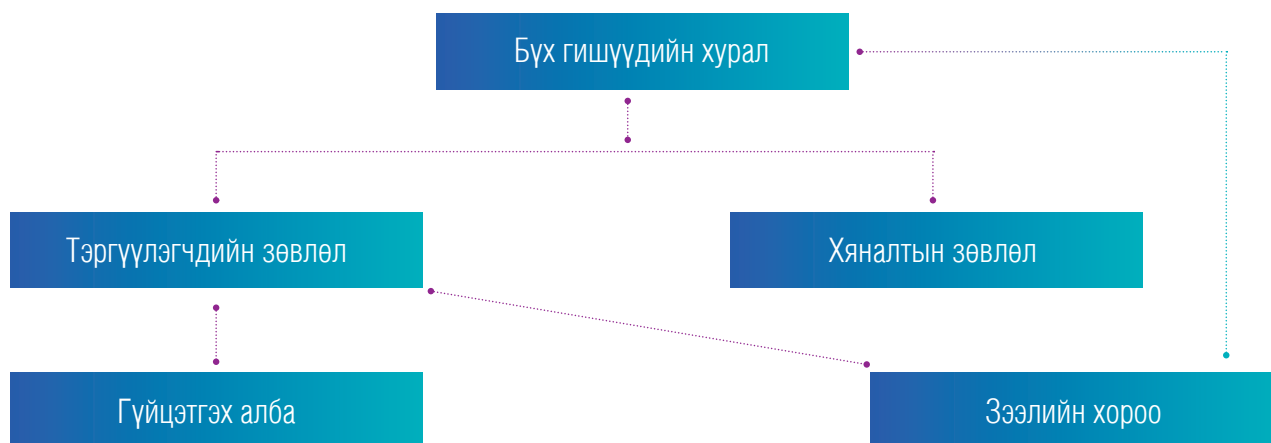 Бүх гишүүдийн хурал
Тэргүүлэгчдийн зөвлөл
Хяналтын зөвлөл
Гүйцэтгэх алба
Зээлийн хороо